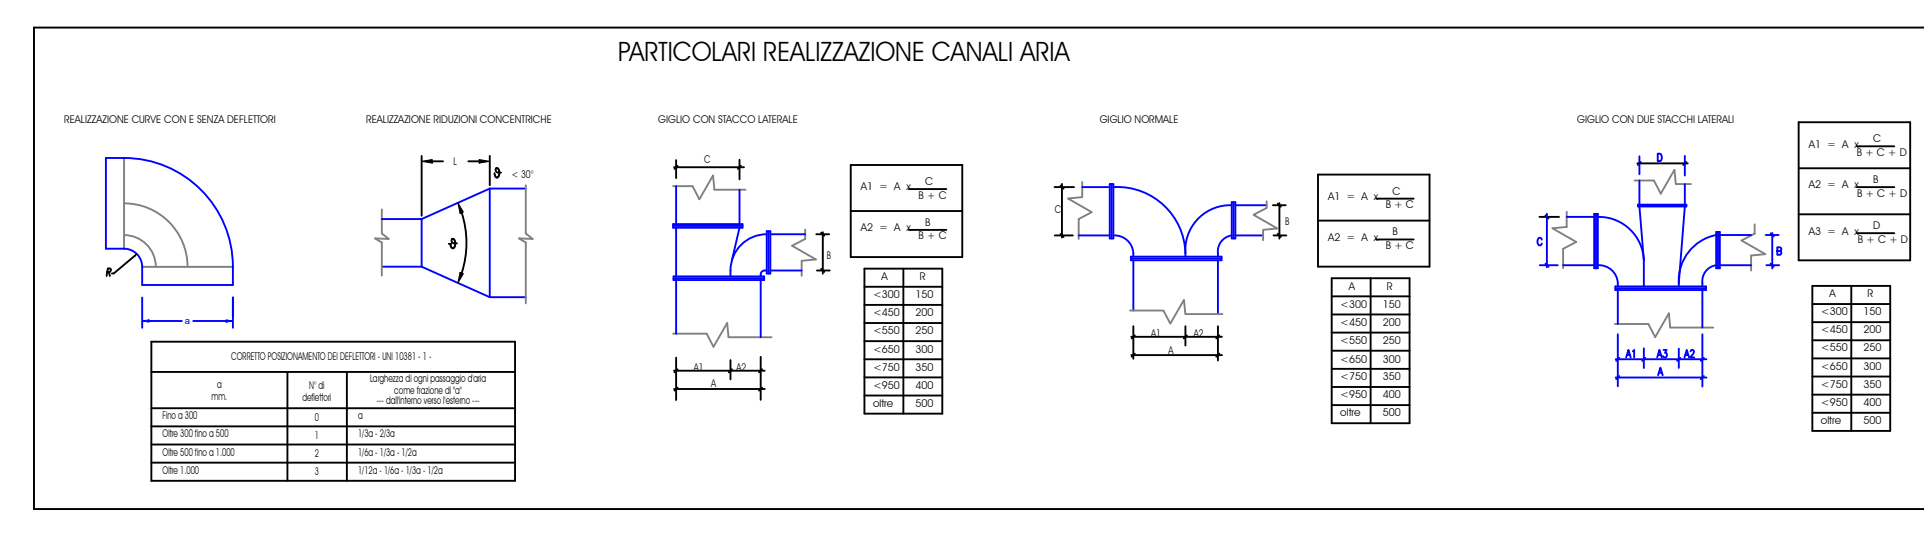 PARTICOLARI REALIZZAZIONE CANALI ARIA
REALIZZAZIONE CURVE CON E SENZA DEFLETTORI
R
a
CORRETTO POSIZIONAMENTO DEI DEFLETTORI - UNI 10381 - 1 -
a mm. N° di deflettori Larghezza di ogni passaggio d'aria
come frazione di "a"
--- dall'interno verso l'esterno ---
Fino a 300 0 a
Oltre 300 fino a 500 1 1/3a - 2/3a
Oltre 500 fino a 1.000 2 1/6a - 1/3a - 1/2a
Oltre 1.000 3 1/12a - 1/6a - 1/3a - 1/2a
REALIZZAZIONE RIDUZIONI CONCENTRICHE
L
ϑ < 30°
ϑ
GIGLIO CON STACCO LATERALE
C
B
A1 A2
A
A1 = A x C
B + C
A2 = A x B
B + C
A R
<300 150
<450 200
<550 250
<650 300
<750 350
<950 400
oltre 500
GIGLIO NORMALE
C
B
A1 A2
A
A1 = A x C
B + C
A2 = A x B
B + C
A R
<300 150
<450 200
<550 250
<650 300
<750 350
<950 400
oltre 500
GIGLIO CON DUE STACCHI LATERALI
D
C
B
A1 A3 A2
A
A1 = A x C
B + C + D
A2 = A x B
B + C + D
A3 = A x D
B + C + D
A R
<300 150
<450 200
<550 250
<650 300
<750 350
<950 400
oltre 500